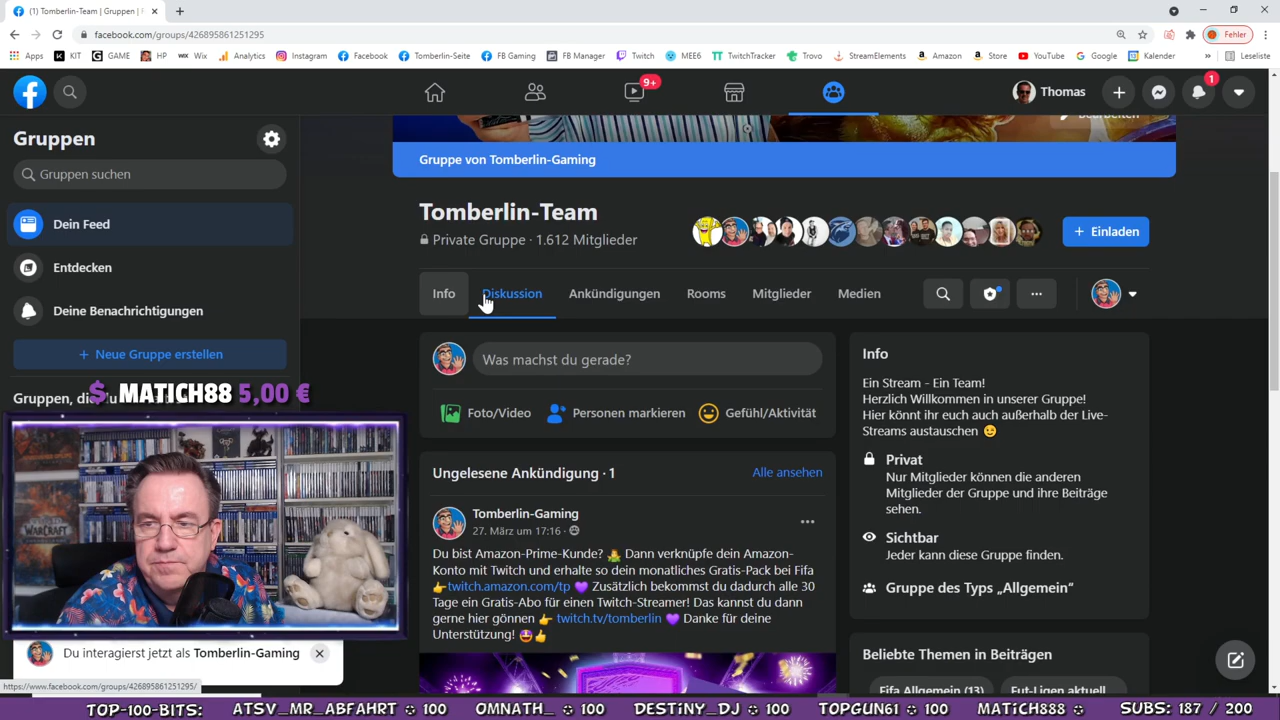 (1) Tomberlin-Team | Gruppen | F
facebook.com/groups/426895861251295
Fehler
Apps KIT GAME HP Wix Analytics Instagram Facebook Tomberlin-Seite FB Gaming FB Manager Twitch MEE6 TwitchTracker Trovo StreamElements Amazon Store YouTube Google Kalender » Leseliste
9+
Thomas
1
Gruppen
Gruppen suchen
Dein Feed
Entdecken
Deine Benachrichtigungen
+ Neue Gruppe erstellen
Gruppen, di
$ MATICH88 5,00 €
WARCRAFT
Du interagierst jetzt als Tomberlin-Gaming
https://www.facebook.com/groups/426895861251295/
Bearbeiten
Gruppe von Tomberlin-Gaming
Tomberlin-Team
Private Gruppe · 1.612 Mitglieder
+ Einladen
Info Diskussion Ankündigungen Rooms Mitglieder Medien
Was machst du gerade?
Foto/Video Personen markieren Gefühl/Aktivität
Ungelesene Ankündigung · 1 Alle ansehen
Tomberlin-Gaming
27. März um 17:16 ·
Du bist Amazon-Prime-Kunde? 🤷 Dann verknüpfe dein Amazon-
Konto mit Twitch und erhalte so dein monatliches Gratis-Pack bei Fifa
👉twitch.amazon.com/tp 💜 Zusätzlich bekommst du dadurch alle 30
Tage ein Gratis-Abo für einen Twitch-Streamer! Das kannst du dann
gerne hier gönnen 👉 twitch.tv/tomberlin 💜 Danke für deine
Unterstützung! 🤩👍
Info
Ein Stream - Ein Team!
Herzlich Willkommen in unserer Gruppe!
Hier könnt ihr euch auch außerhalb der Live-
Streams austauschen 😉
Privat
Nur Mitglieder können die anderen
Mitglieder der Gruppe und ihre Beiträge
sehen.
Sichtbar
Jeder kann diese Gruppe finden.
Gruppe des Typs „Allgemein“
Beliebte Themen in Beiträgen
Fifa Allgemein (13) Fut-Ligen aktuell
TOP-100-BITS: ATSV_MR_ABFAHRT 100 OMNATH_ 100 DESTINY_DJ 100 TOPGUN61 100 MATICH888 SUBS: 187 / 200